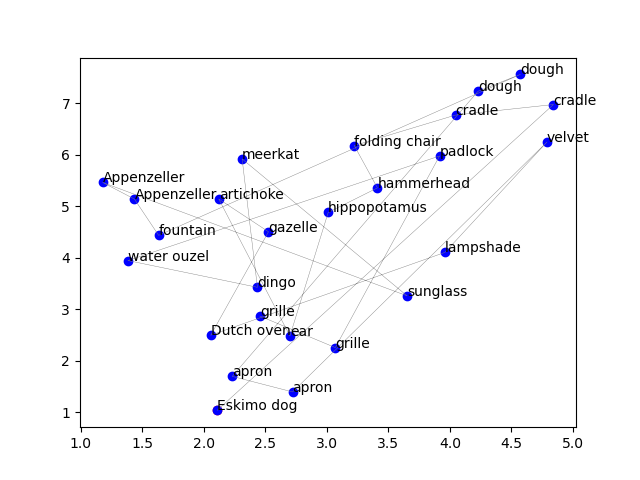 dough
dough
cradle
cradle
velvet
folding chair
padlock
meerkat
hammerhead
Appenzeller
Appenzeller
artichoke
hippopotamus
fountain
gazelle
lampshade
water ouzel
dingo
sunglass
grille
Dutch oven
ear
grille
apron
apron
Eskimo dog
7
6
5
4
3
2
1
1.0 1.5 2.0 2.5 3.0 3.5 4.0 4.5 5.0